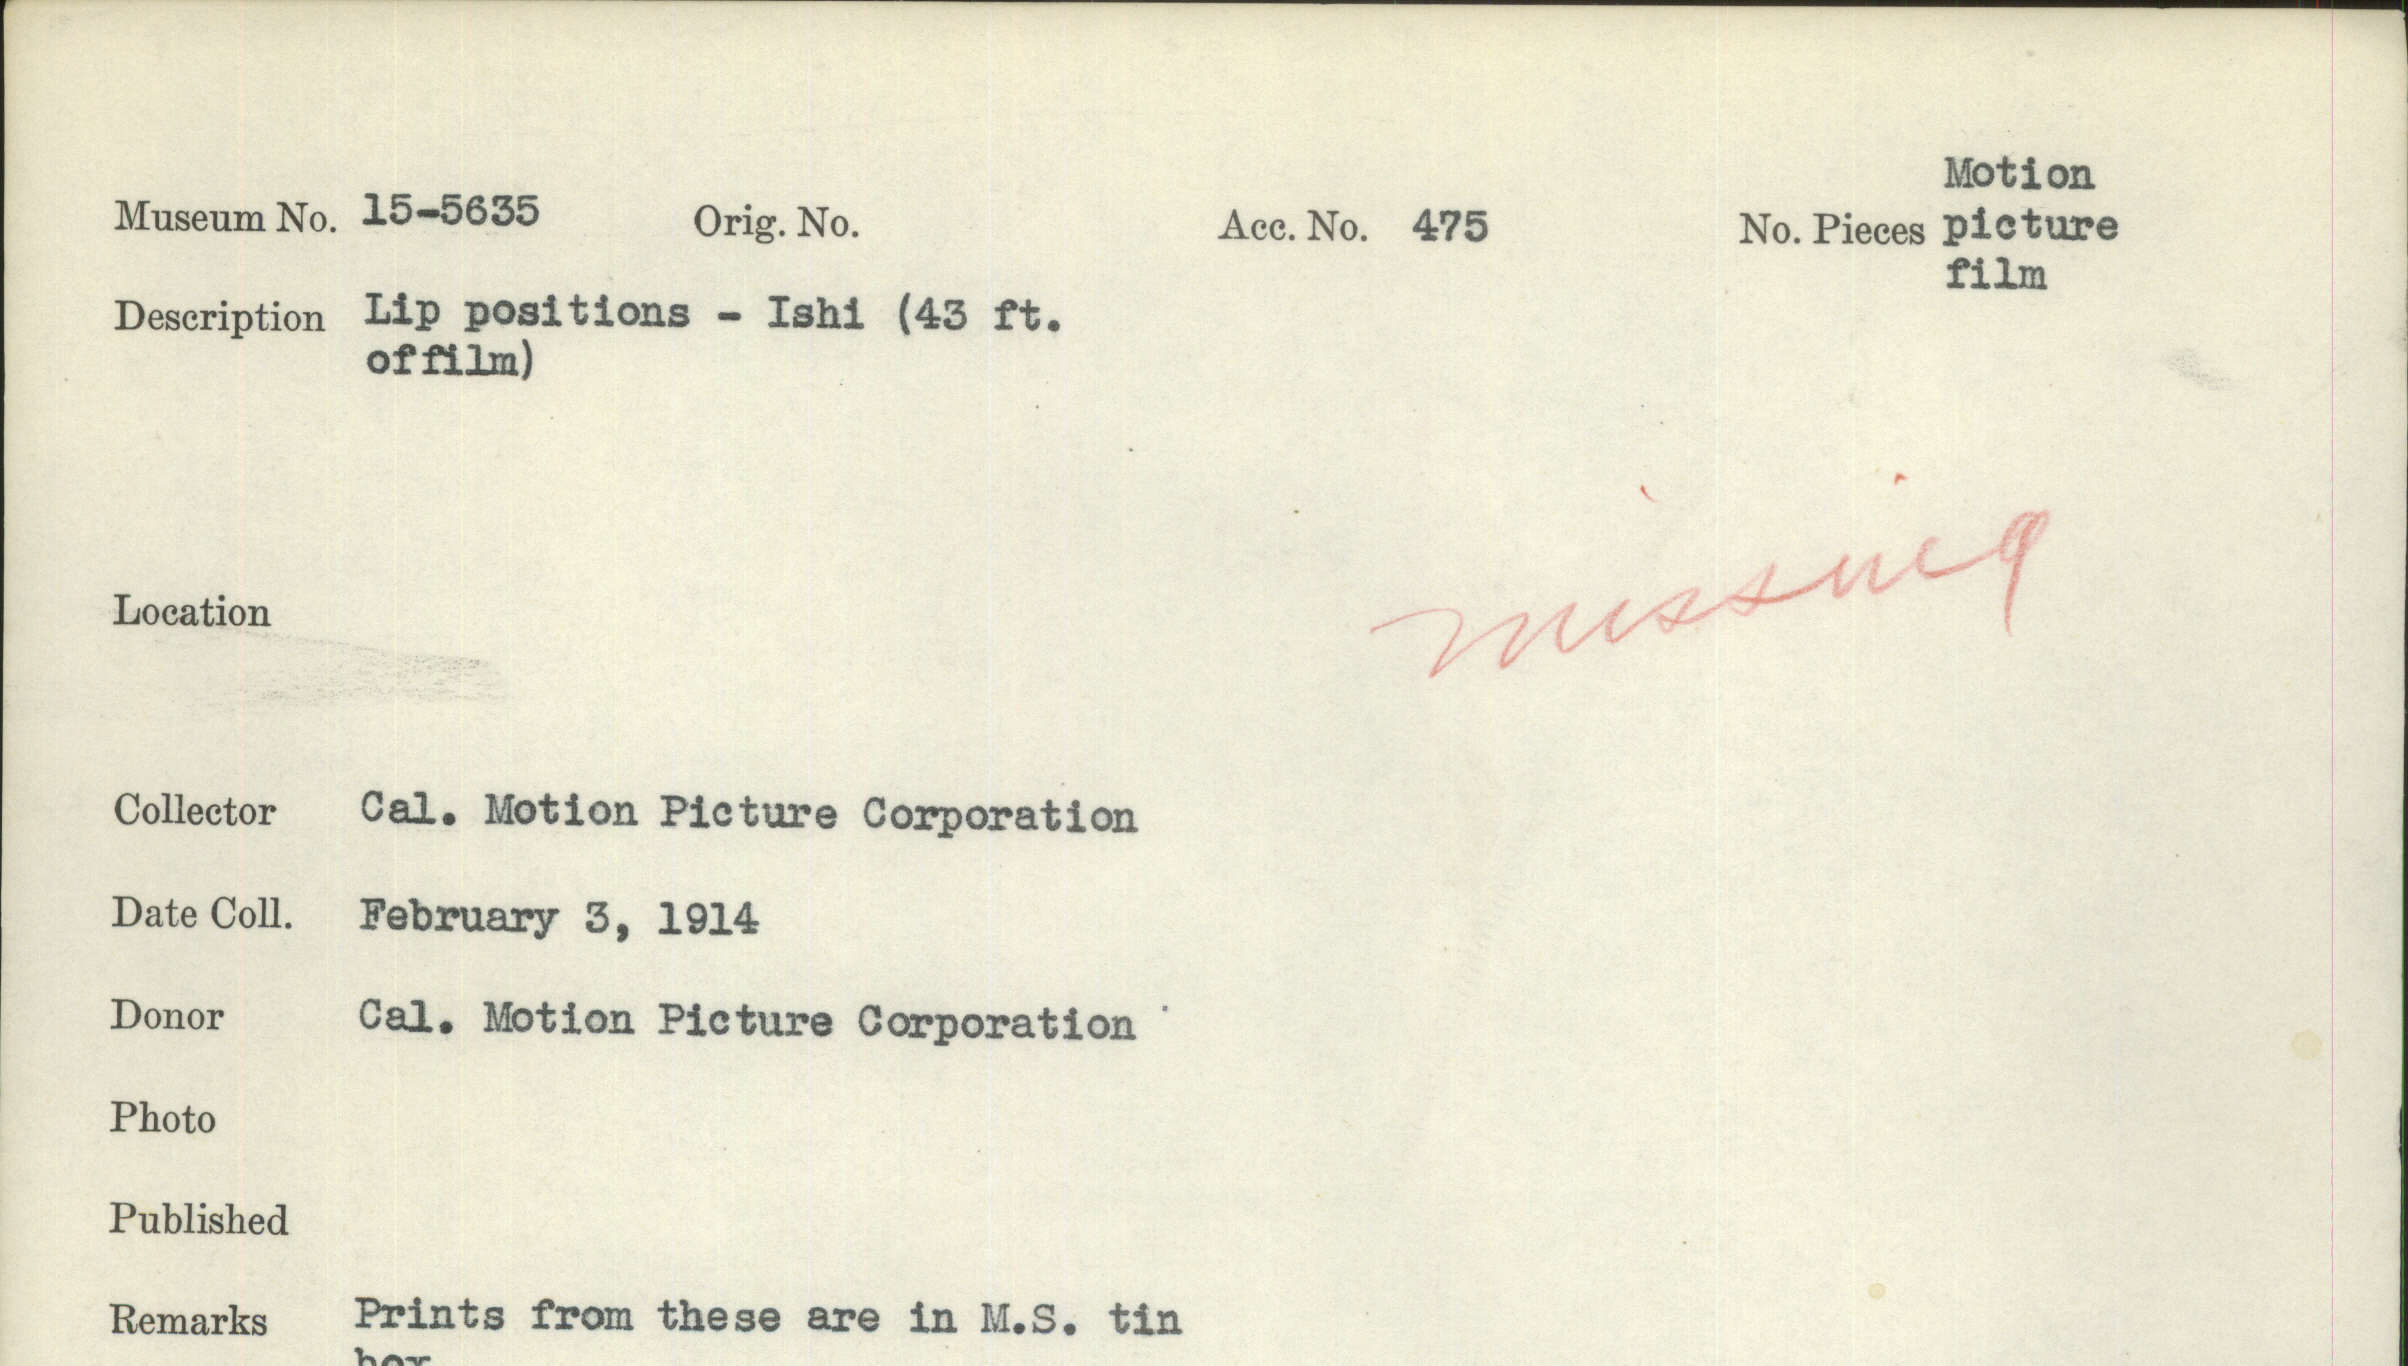 Motion
Museum No. 15-5635 Orig. No. Acc. No. 475 No. Pieces picture
film
Description Lip positions - Ishi (43 ft.
offilm)
missing
Location
Collector Cal. Motion Picture Corporation
Date Coll. February 3, 1914
Donor Cal. Motion Picture Corporation
Photo
Published
Remarks Prints from these are in M.S. tin
box